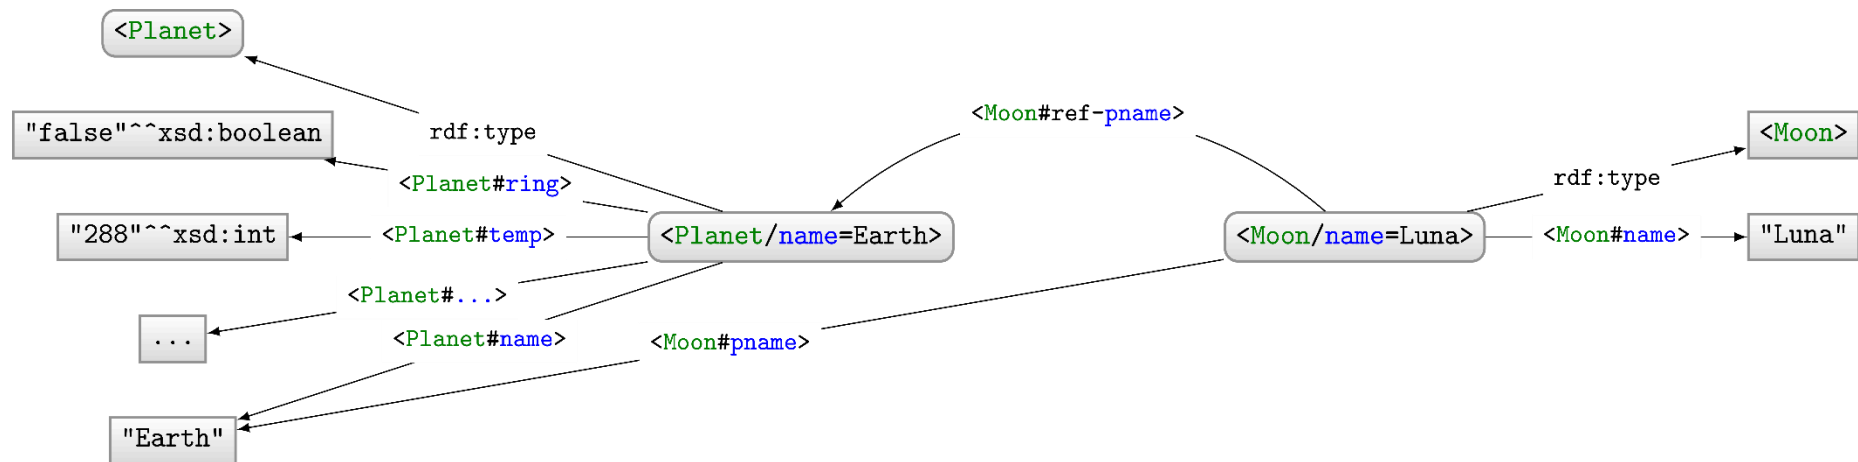 <Planet>
<Moon#ref-pname>
"false"^^xsd:boolean
rdf:type
<Moon>
<Planet#ring>
rdf:type
"288"^^xsd:int
<Planet#temp>
<Planet/name=Earth>
<Moon/name=Luna>
<Moon#name>
"Luna"
<Planet#...>
...
<Planet#name>
<Moon#pname>
"Earth"